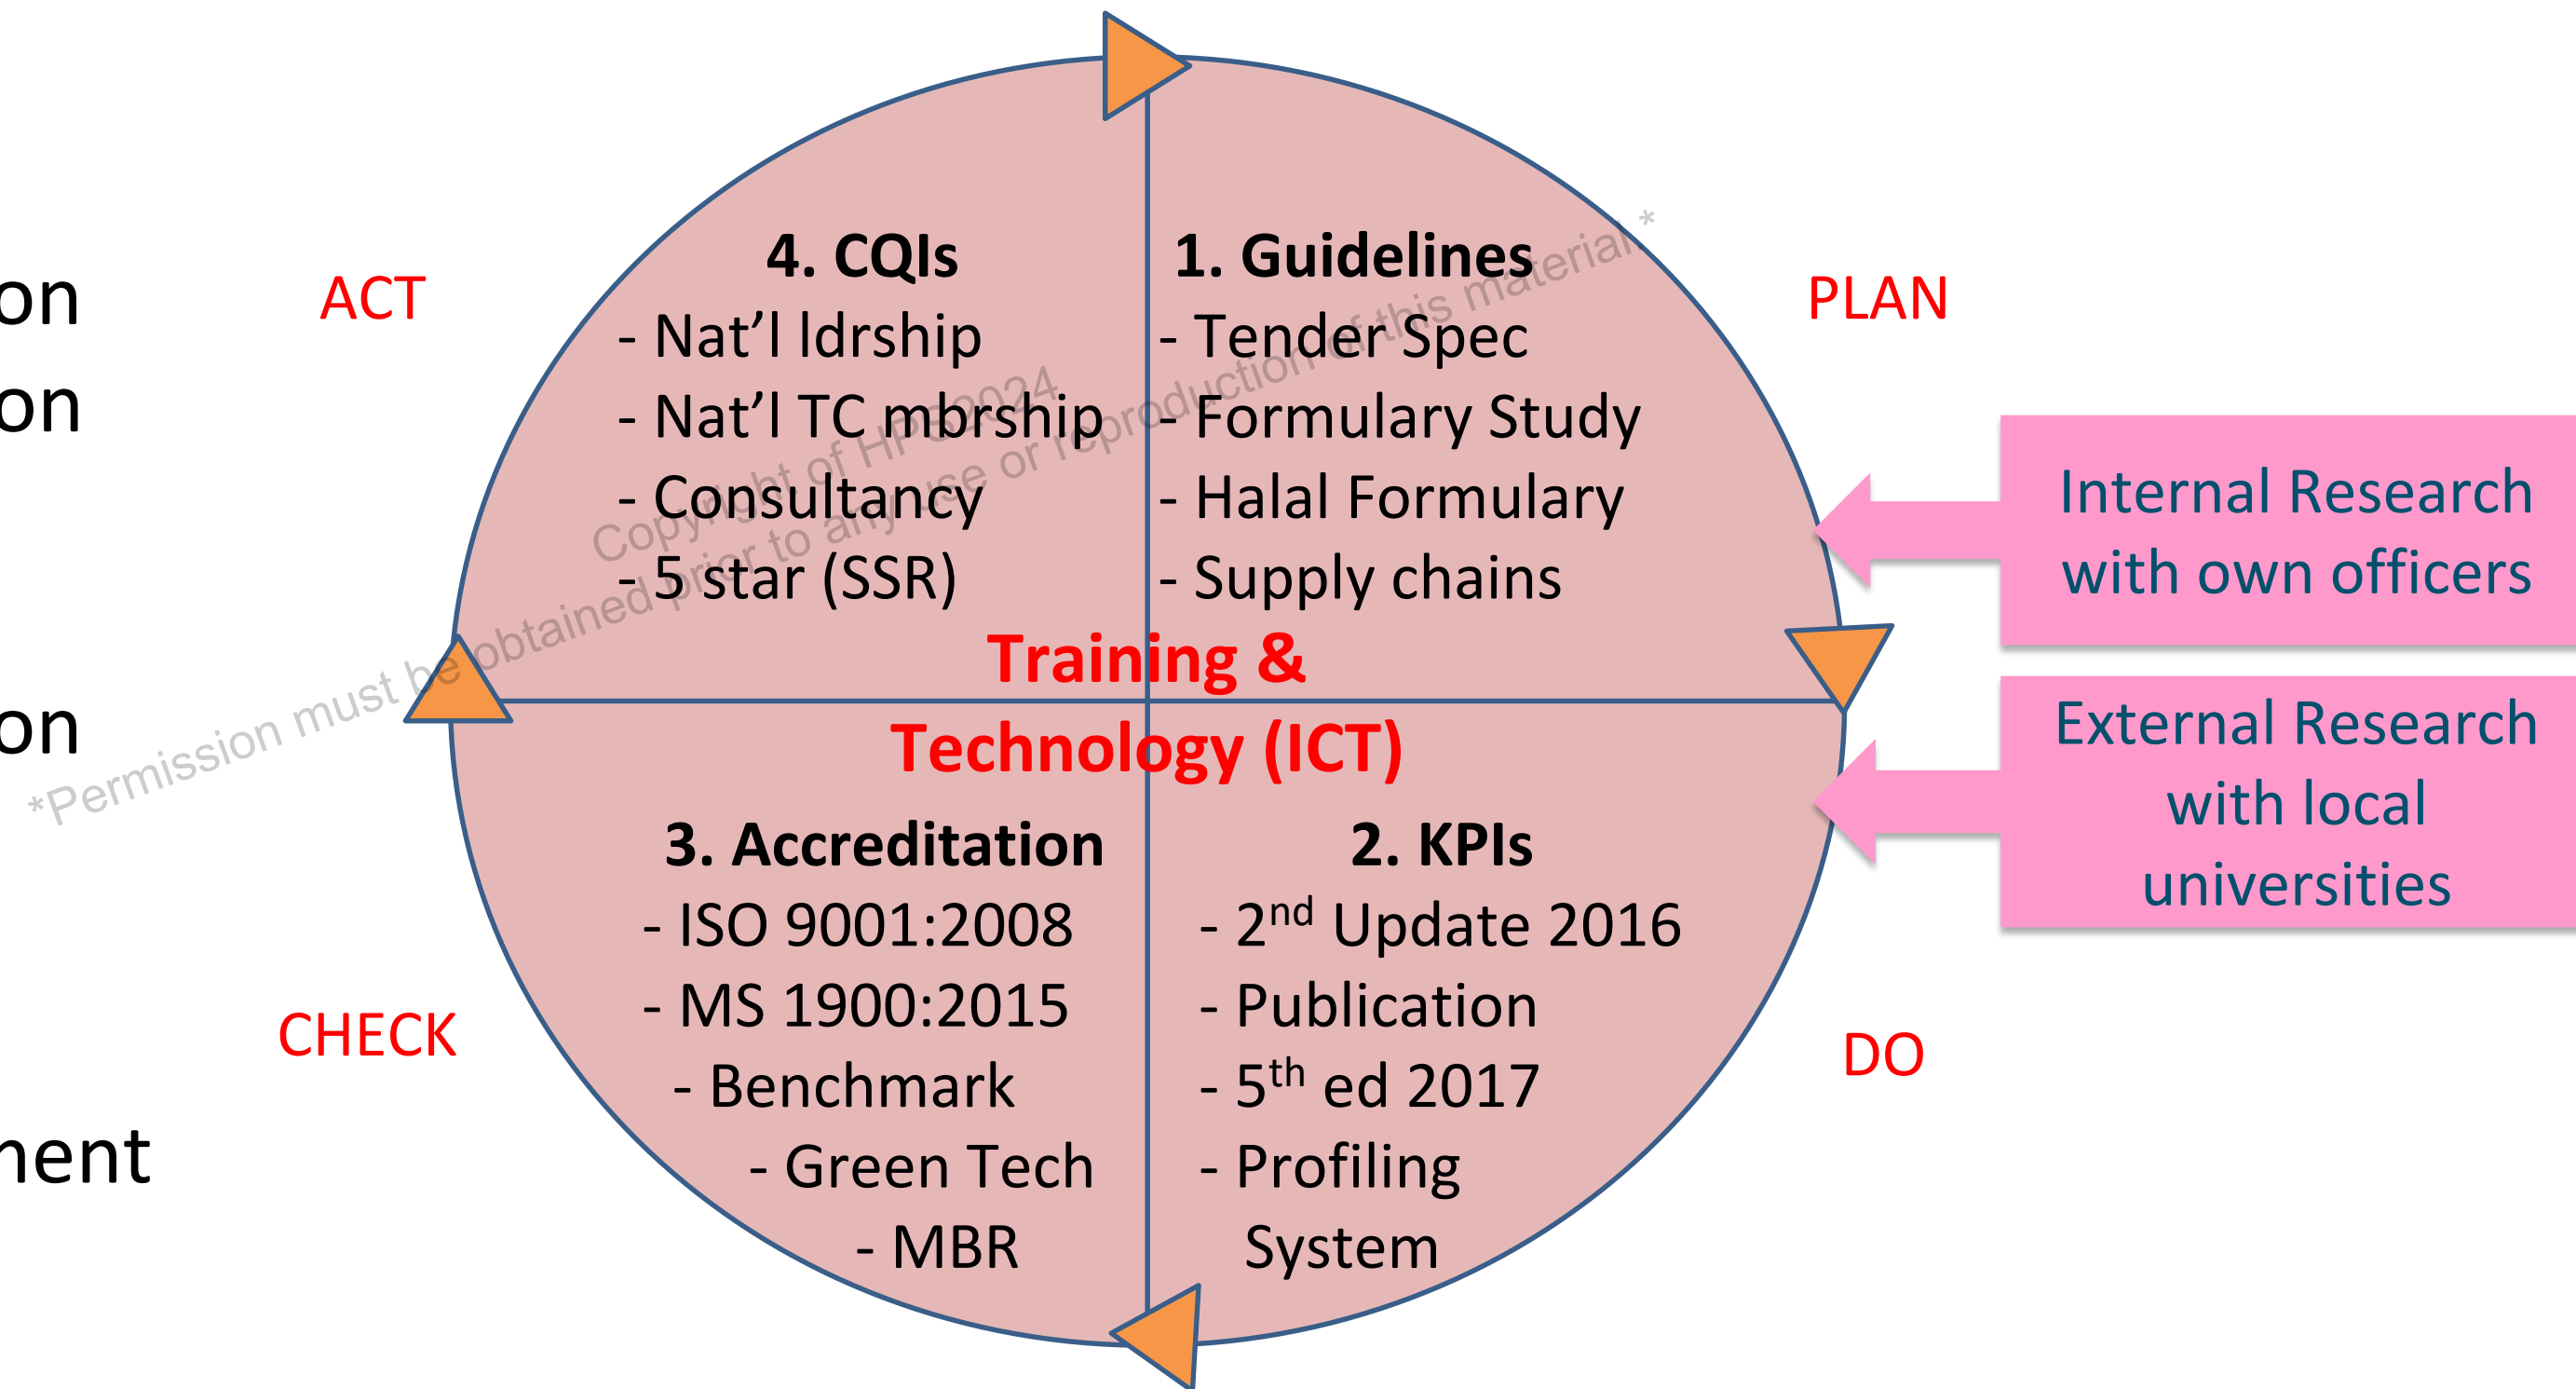 on
on
on
nent
ACT
PLAN
CHECK
DO
4. CQIs
- Nat’l ldrship
- Nat’l TC mbrship
- Consultancy
- 5 star (SSR)
1. Guidelines
- Tender Spec
- Formulary Study
- Halal Formulary
- Supply chains
Training &
Technology (ICT)
3. Accreditation
- ISO 9001:2008
- MS 1900:2015
- Benchmark
- Green Tech
- MBR
2. KPIs
- 2nd Update 2016
- Publication
- 5th ed 2017
- Profiling
System
Internal Research
with own officers
External Research
with local
universities
Copyright of HPS2024
*Permission must be obtained prior to any use or reproduction of this material*